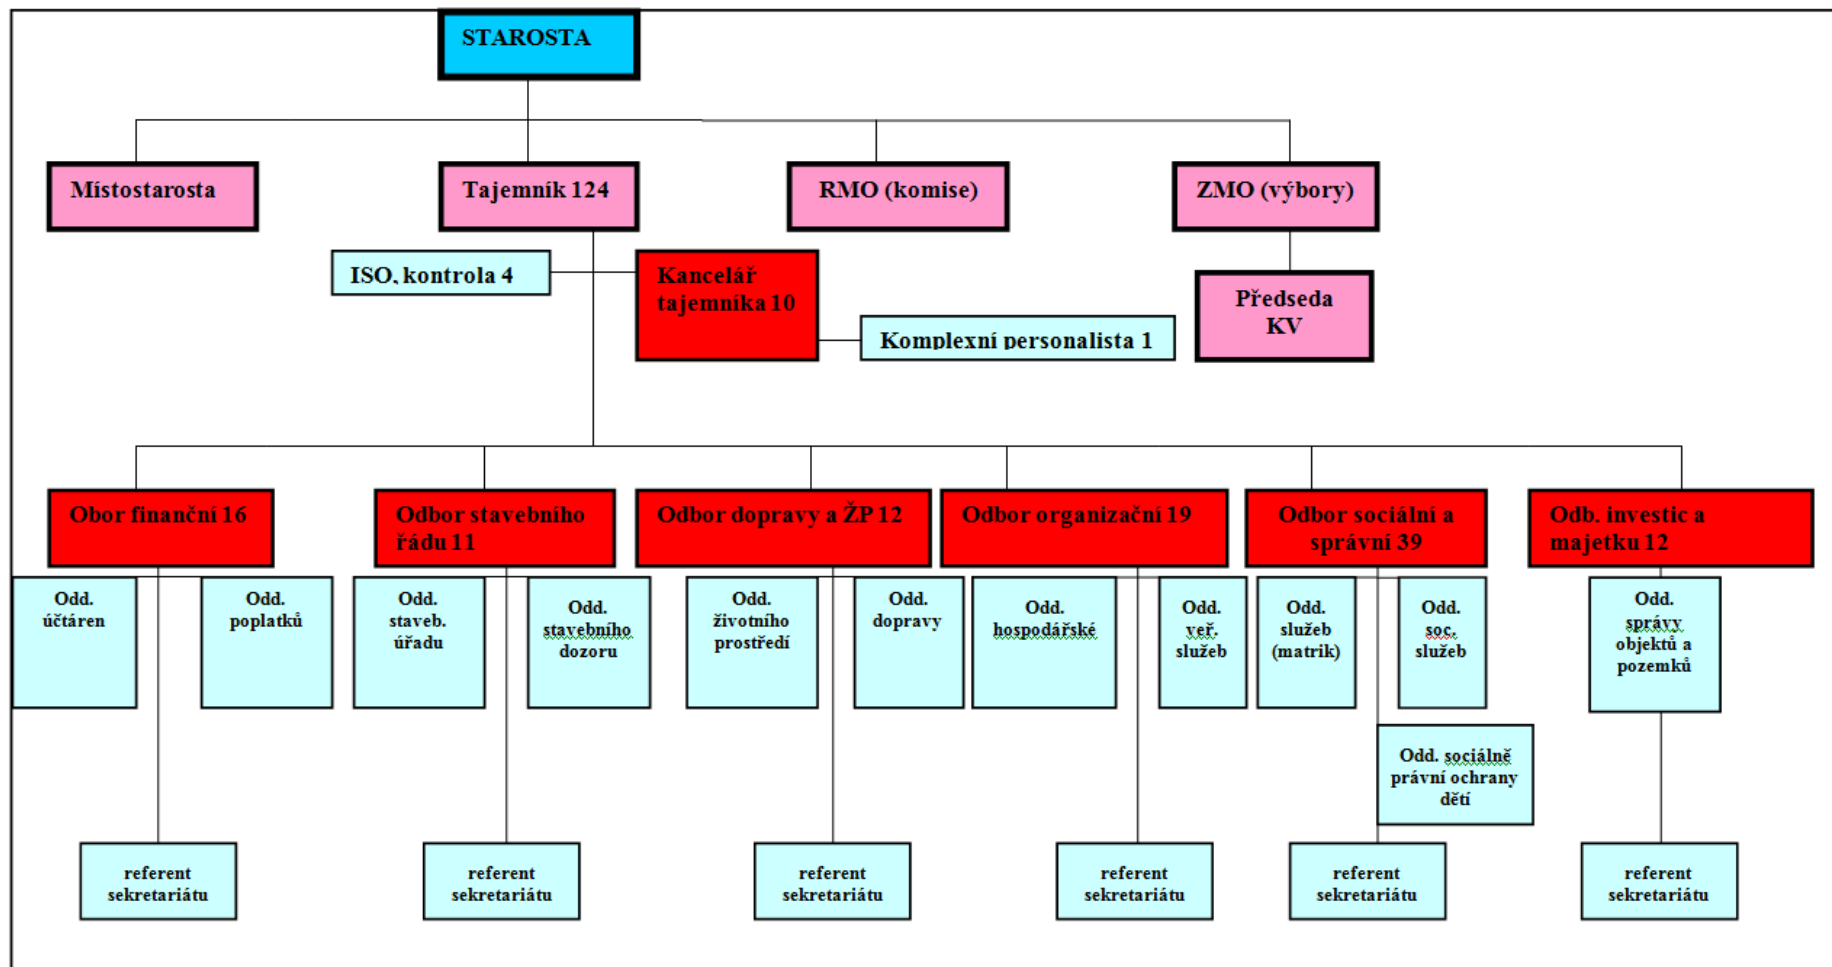 STAROSTA
Místostarosta
Tajemník 124
RMO (komise)
ZMO (výbory)
ISO, kontrola 4
Kancelář
tajemníka 10
Komplexní personalista 1
Předseda
KV
Obor finanční 16
Odbor stavebního
řádu 11
Odbor dopravy a ŽP 12
Odbor organizační 19
Odbor sociální a
správní 39
Odb. investic a
majetku 12
Odd.
účtáren
Odd.
poplatků
Odd.
staveb.
úřadu
Odd.
stavebního
dozoru
Odd.
životního
prostředí
Odd.
dopravy
Odd.
hospodářské
Odd.
veř.
služeb
Odd.
služeb
(matrik)
Odd.
soc.
služeb
Odd.
správy
objektů a
pozemků
Odd. sociálně
právní ochrany
dětí
referent
sekretariátu
referent
sekretariátu
referent
sekretariátu
referent
sekretariátu
referent
sekretariátu
referent
sekretariátu